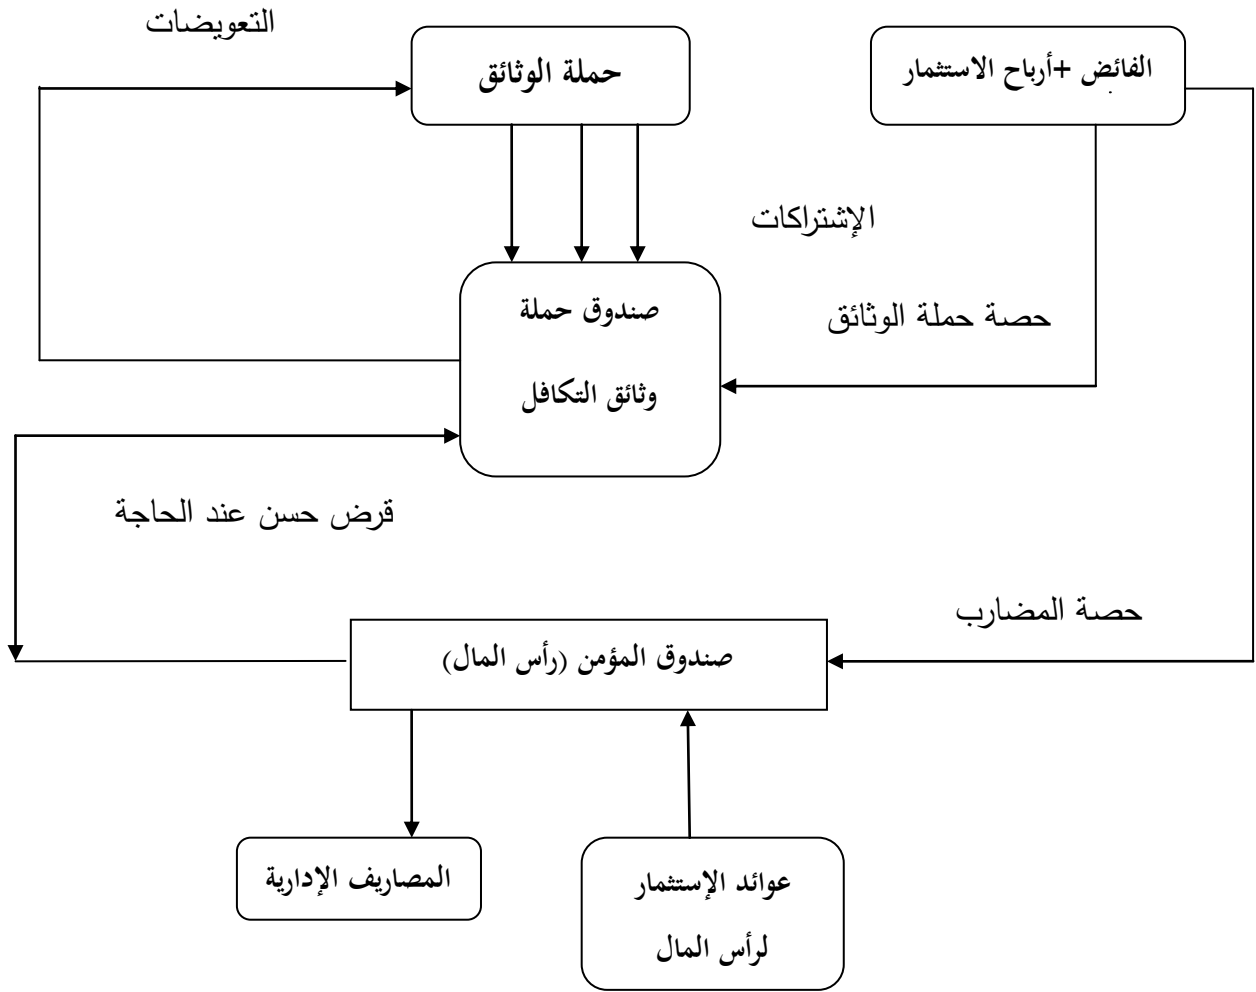 التعويضات
حملة الوثائق
الفائض +أرباح الاستثمار
الإشتراكات
صندوق حملة
وثائق التكافل
حصة حملة الوثائق
قرض حسن عند الحاجة
حصة المضارب
صندوق المؤمن (رأس المال)
المصاريف الإدارية
عوائد الإستثمار
لرأس المال